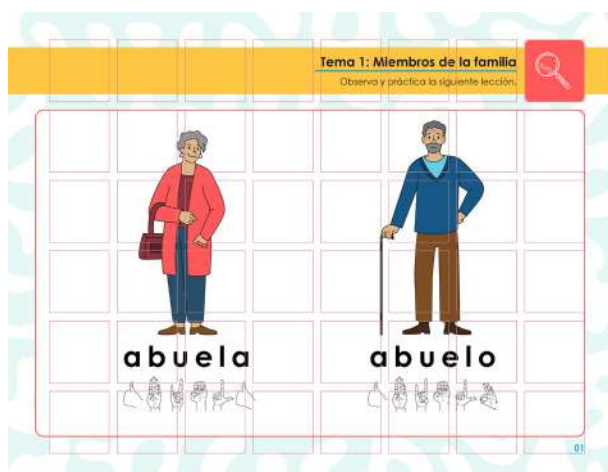 Tema 1: Miembros de la familia
Observa y práctica la siguiente lección.
abuela
abuelo
01